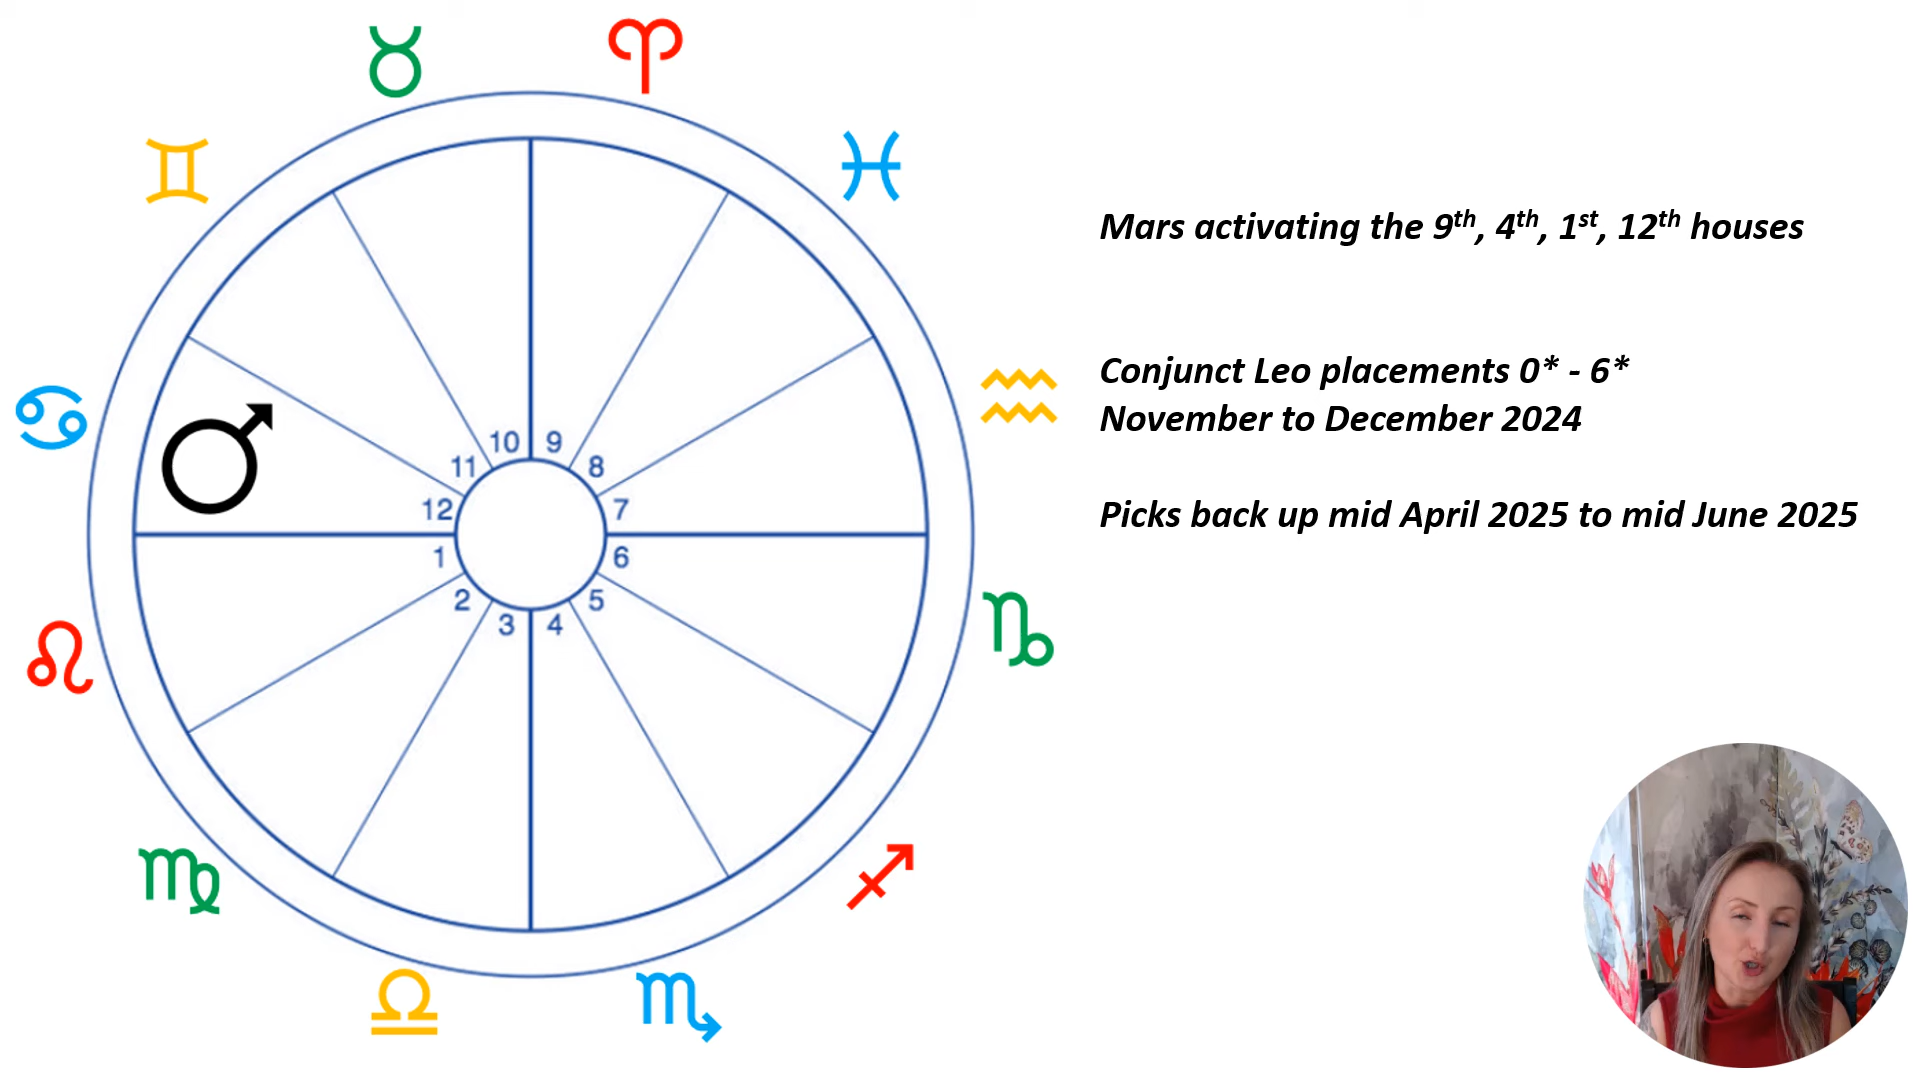 Mars activating the 9th, 4th, 1st, 12th houses
Conjunct Leo placements 0* - 6*
November to December 2024
Picks back up mid April 2025 to mid June 2025
10 9
11 8
12 7
1 6
2 5
3 4